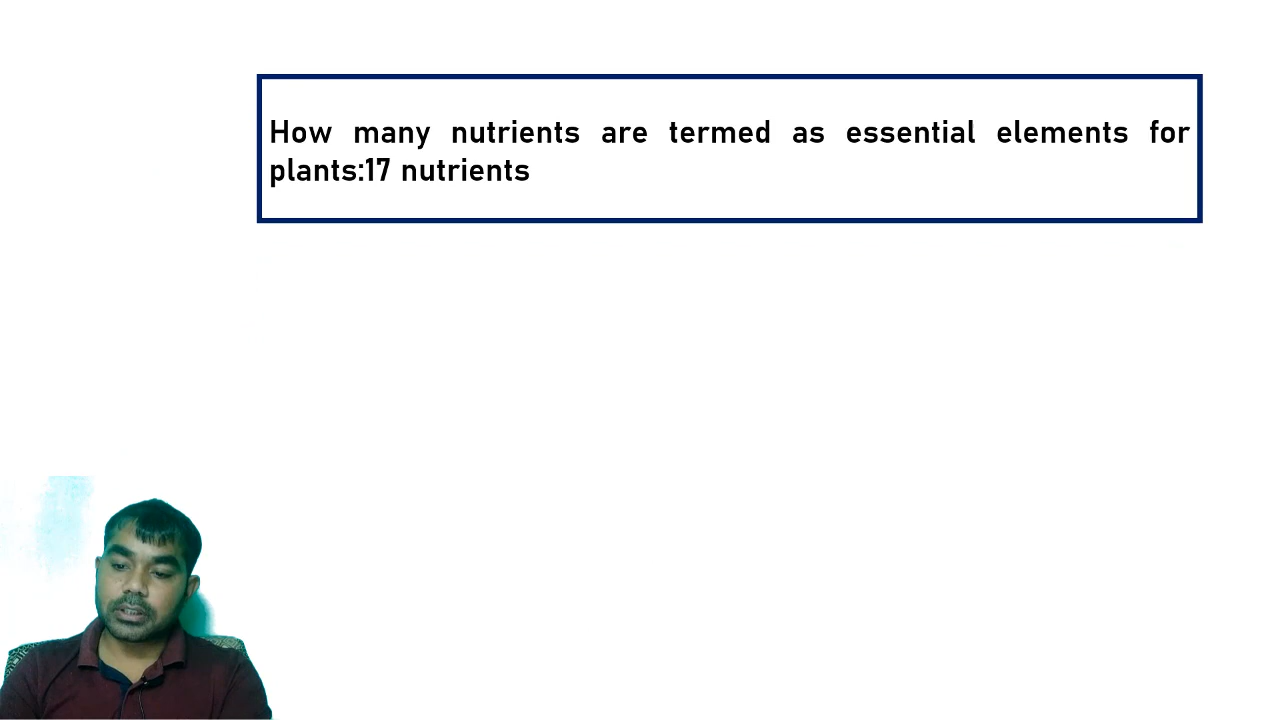 How many nutrients are termed as essential elements for
plants:17 nutrients